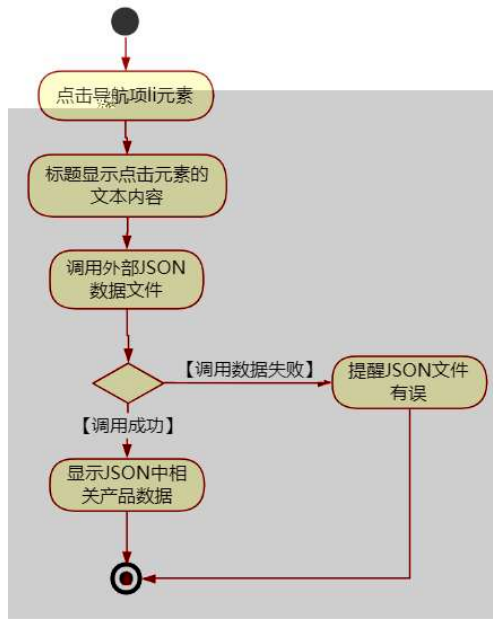 点击导航项li元素
标题显示点击元素的
文本内容
调用外部JSON
数据文件
【调用数据失败】
提醒JSON文件
有误
【调用成功】
显示JSON中相
关产品数据